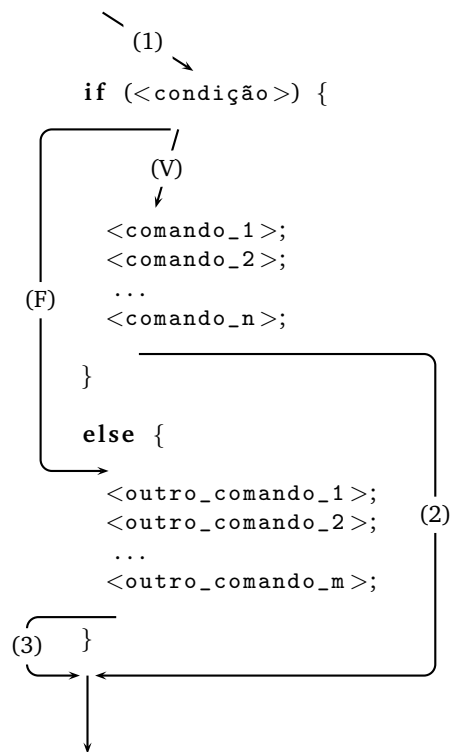 (1)
if (<condição>) {
(V)
<comando_1>;
<comando_2>;
(F)
...
<comando_n>;
}
else {
<outro_comando_1>;
<outro_comando_2>;
(2)
...
<outro_comando_m>;
(3) }